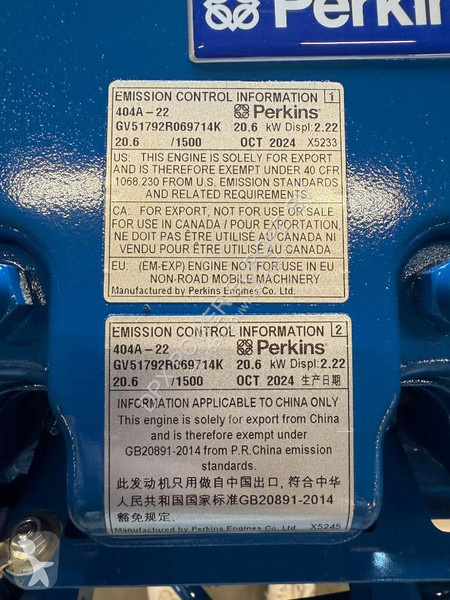 Perkins
EMISSION CONTROL INFORMATION 1
404A-22 Perkins
GV51792R069714K 20.6 kW Displ:2.22
20.6 /1500 OCT 2024 X5233
US: THIS ENGINE IS SOLELY FOR EXPORT
AND IS THEREFORE EXEMPT UNDER 40 CFR
1068.230 FROM U.S. EMISSION STANDARDS
AND RELATED REQUIREMENTS.
CA: FOR EXPORT, NOT FOR USE OR SALE
FOR USE IN CANADA / POUR EXPORTATION,
NE DOIT PAS ÊTRE UTILISÉ AU CANADA NI
VENDU POUR ÊTRE UTILISÉ AU CANADA
EU: (EM-EXP) ENGINE NOT FOR USE IN EU
NON-ROAD MOBILE MACHINERY
Manufactured by Perkins Engines Co. Ltd.
EMISSION CONTROL INFORMATION 2
404A-22 Perkins
GV51792R069714K 20.6 kW Displ:2.22
20.6 /1500 OCT 2024 生产日期
INFORMATION APPLICABLE TO CHINA ONLY
This engine is solely for export from China
and is therefore exempt under
GB20891-2014 from P.R.China emission
standards.
此发动机只用做自中国出口, 符合中华
人民共和国国家标准GB20891-2014
豁免规定.
Manufactured by Perkins Engines Co, Ltd. X5245